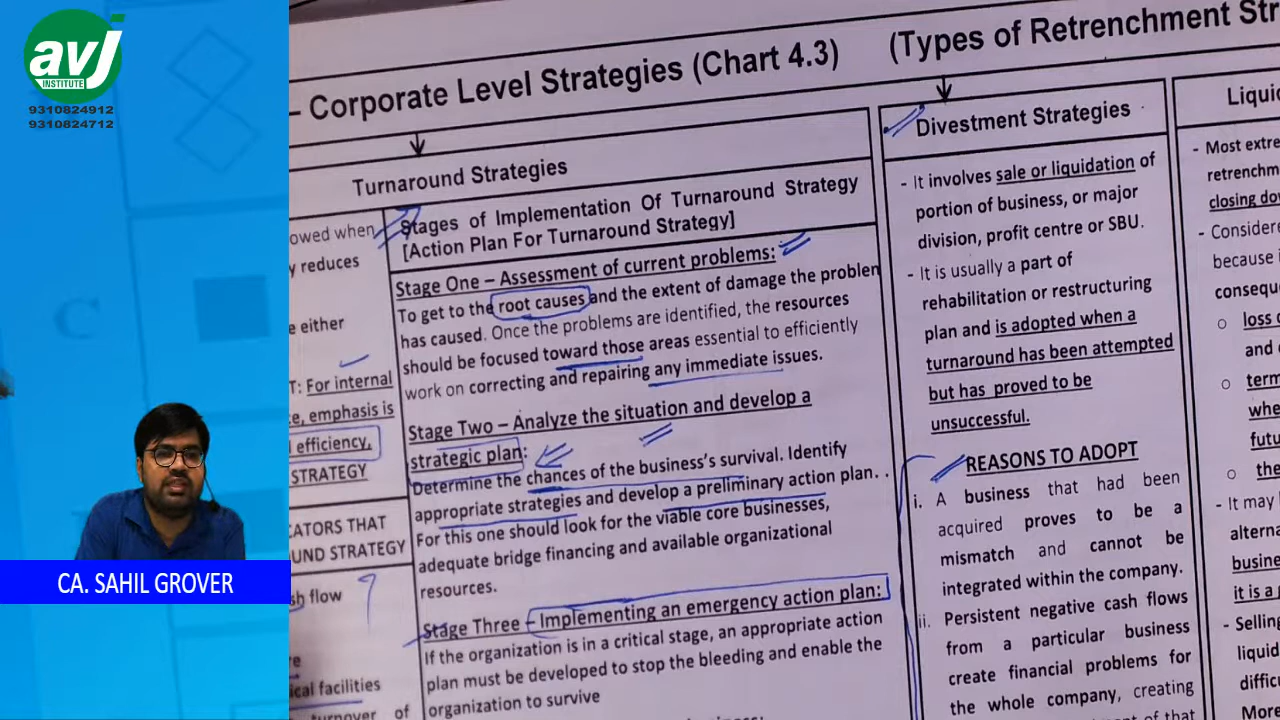 avj
INSTITUTE
9310824912
9310824712
CA. SAHIL GROVER
– Corporate Level Strategies (Chart 4.3) (Types of Retrenchment
Turnaround Strategies
owed when
y reduces
e either
T: For internal
ce, emphasis is
l efficiency,
STRATEGY
CATORS THAT
UND STRATEGY
sh flow
re
ical facilities
turnover of
Stages of Implementation Of Turnaround Strategy
[Action Plan For Turnaround Strategy]
Stage One – Assessment of current problems:
To get to the root causes and the extent of damage the problem
has caused. Once the problems are identified, the resources
should be focused toward those areas essential to efficiently
work on correcting and repairing any immediate issues.
Stage Two – Analyze the situation and develop a
strategic plan:
Determine the chances of the business's survival. Identify
appropriate strategies and develop a preliminary action plan. .
For this one should look for the viable core businesses,
adequate bridge financing and available organizational
resources.
Stage Three – Implementing an emergency action plan:
If the organization is in a critical stage, an appropriate action
plan must be developed to stop the bleeding and enable the
organization to survive
Divestment Strategies
- It involves sale or liquidation of
portion of business, or major
division, profit centre or SBU.
- It is usually a part of
rehabilitation or restructuring
plan and is adopted when a
turnaround has been attempted
but has proved to be
unsuccessful.
REASONS TO ADOPT
i. A business that had been
acquired proves to be a
mismatch and cannot be
integrated within the company.
ii. Persistent negative cash flows
from a particular business
create financial problems for
the whole company, creating
of that
Liquid
- Most extre
retrenchm
closing dow
- Considere
because i
consequ
o loss o
and
o term
whe
futu
o the
- It may
alterna
busine
it is a
- Selling
liquid
diffic
More